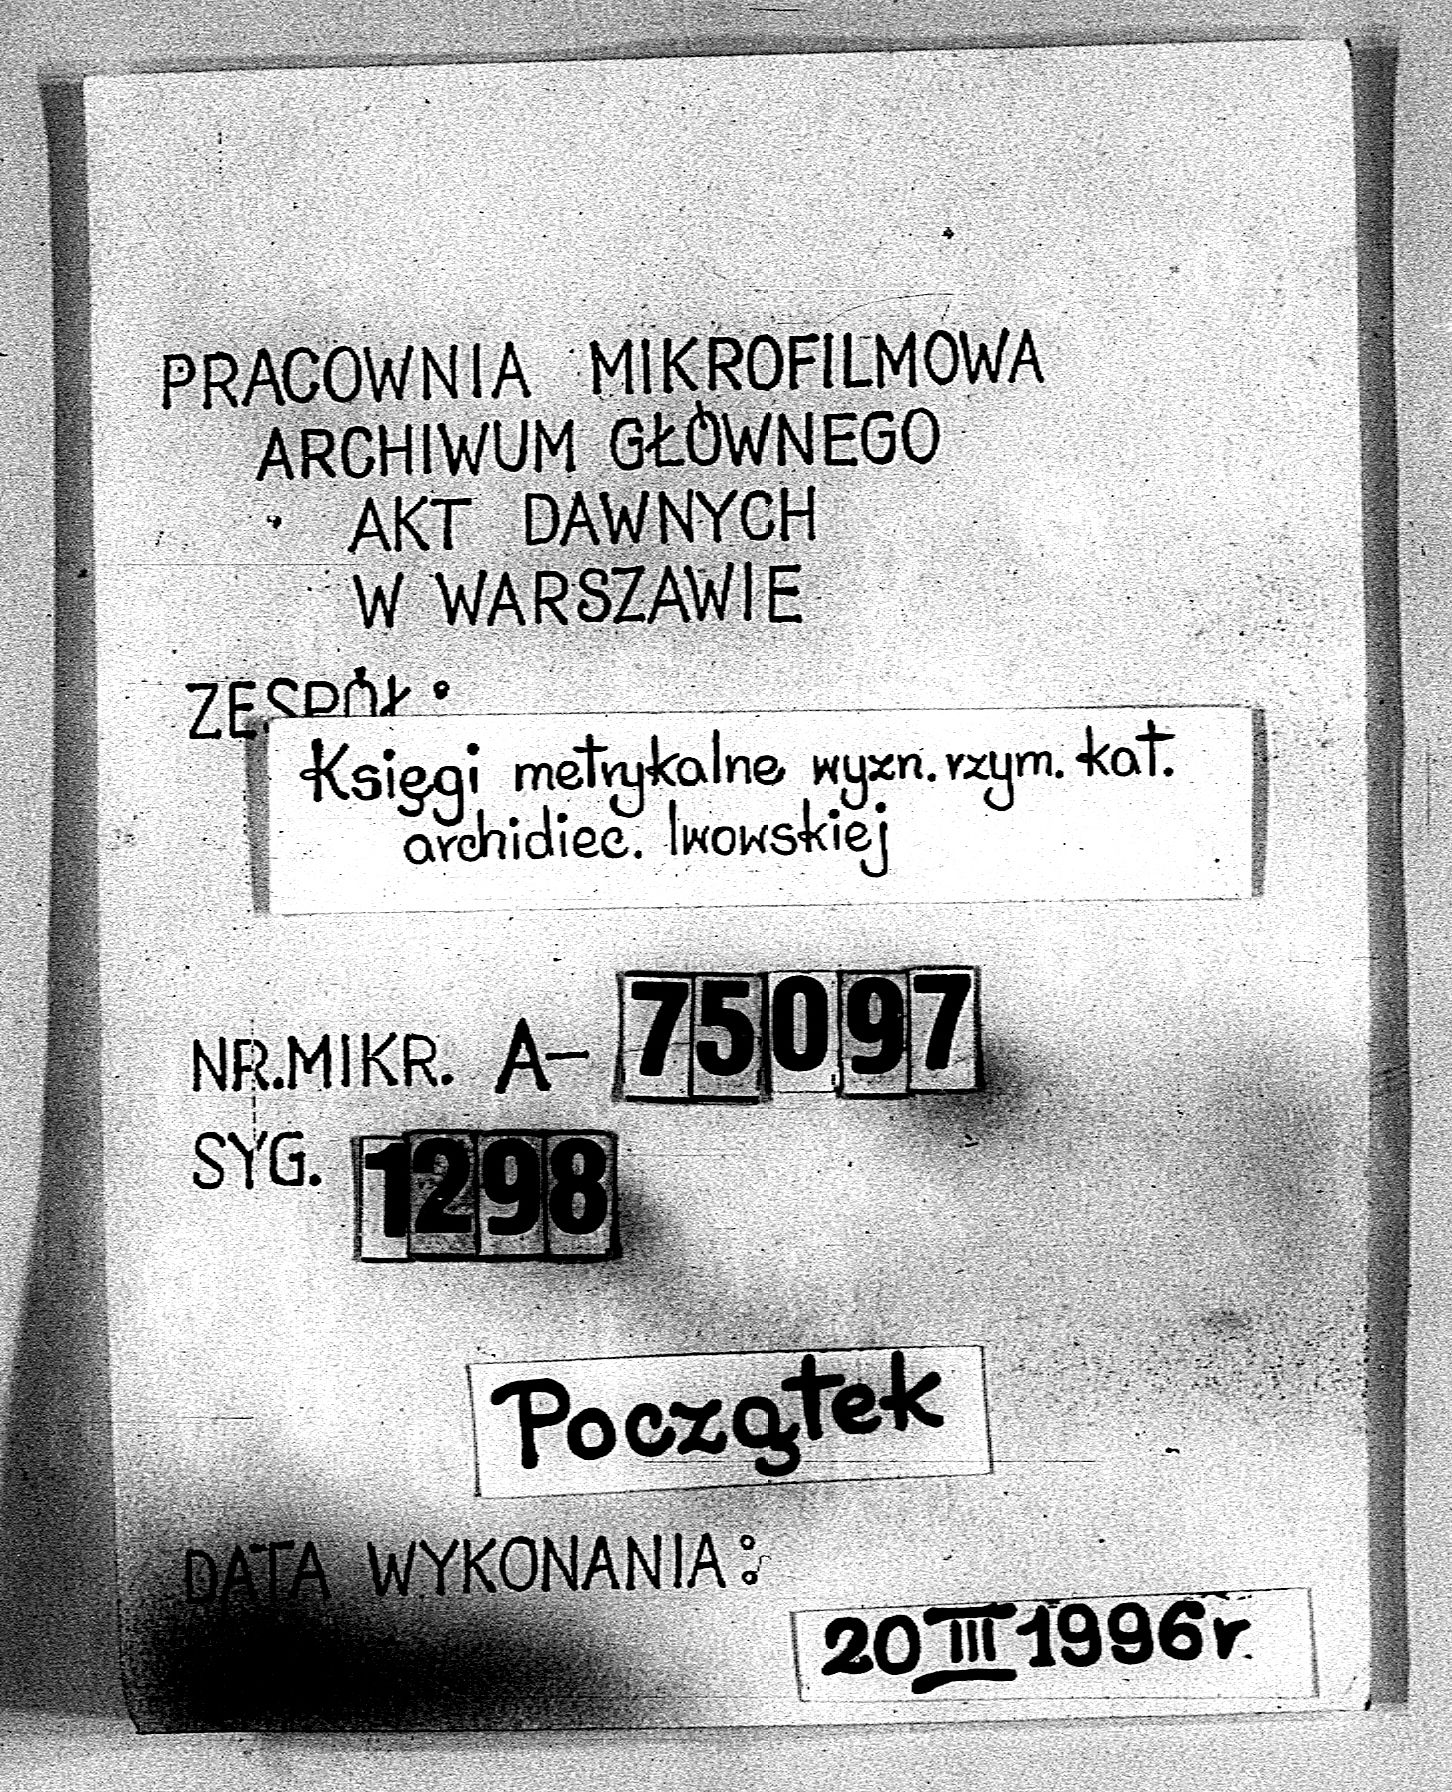 PRACOWNIA MIKROFILMOWA
ARCHIWUM GŁÓWNEGO
AKT DAWNYCH
W WARSZAWIE
ZESPÓŁ:
Księgi metrykalne wyzn. rzym. kat.
archidiec. lwowskiej
NR.MIKR. A- 75097
SYG. 1298
Początek
DATA WYKONANIA:
20 III 1996 r.